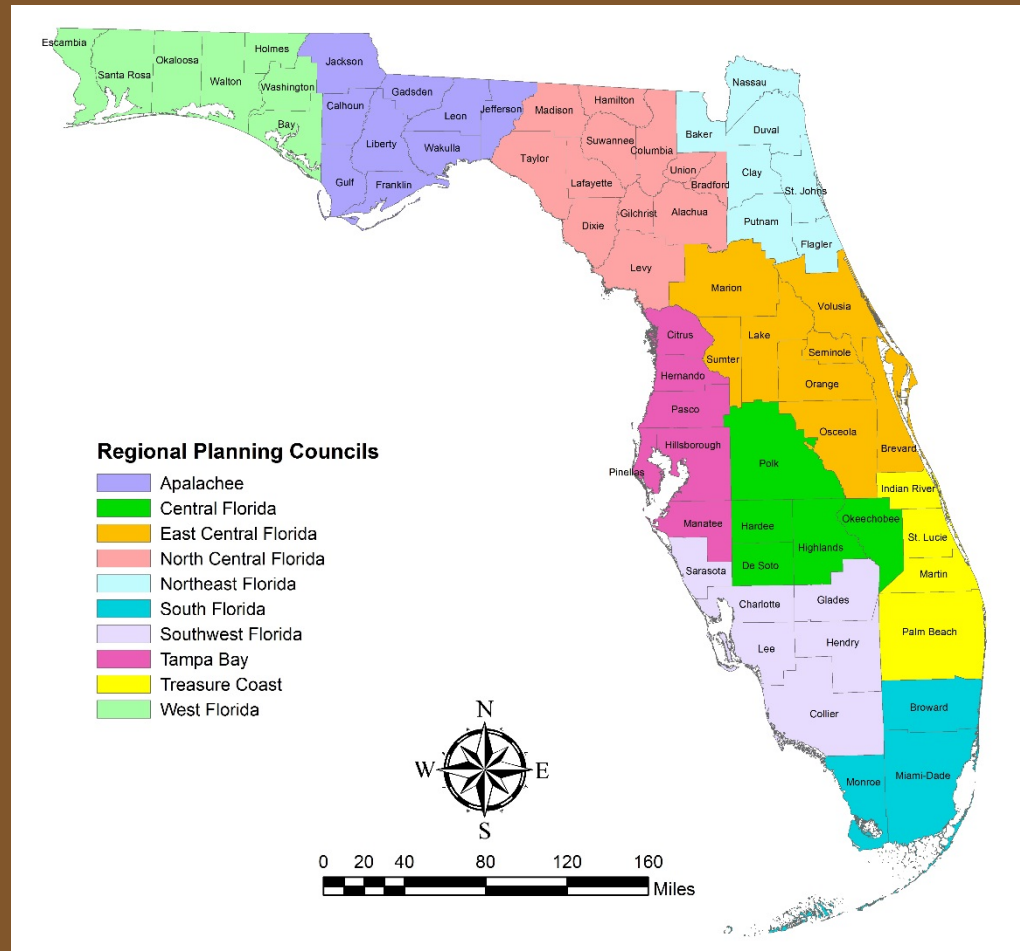 Escambia
Santa Rosa
Okaloosa
Walton
Holmes
Washington
Bay
Jackson
Calhoun
Gadsden
Leon
Jefferson
Liberty
Wakulla
Gulf
Franklin
Madison
Hamilton
Suwannee
Columbia
Taylor
Lafayette
Union
Bradford
Dixie
Gilchrist
Alachua
Levy
Nassau
Baker
Duval
Clay
St. Johns
Putnam
Flagler
Marion
Volusia
Citrus
Sumter
Lake
Seminole
Hernando
Orange
Pasco
Osceola
Brevard
Hillsborough
Pinellas
Polk
Indian River
Manatee
Hardee
Okeechobee
Highlands
St. Lucie
Sarasota
De Soto
Martin
Charlotte
Glades
Lee
Hendry
Palm Beach
Collier
Broward
Monroe
Miami-Dade
Regional Planning Councils
Apalachee
Central Florida
East Central Florida
North Central Florida
Northeast Florida
South Florida
Southwest Florida
Tampa Bay
Treasure Coast
West Florida
N
W E
S
0 20 40 80 120 160
Miles